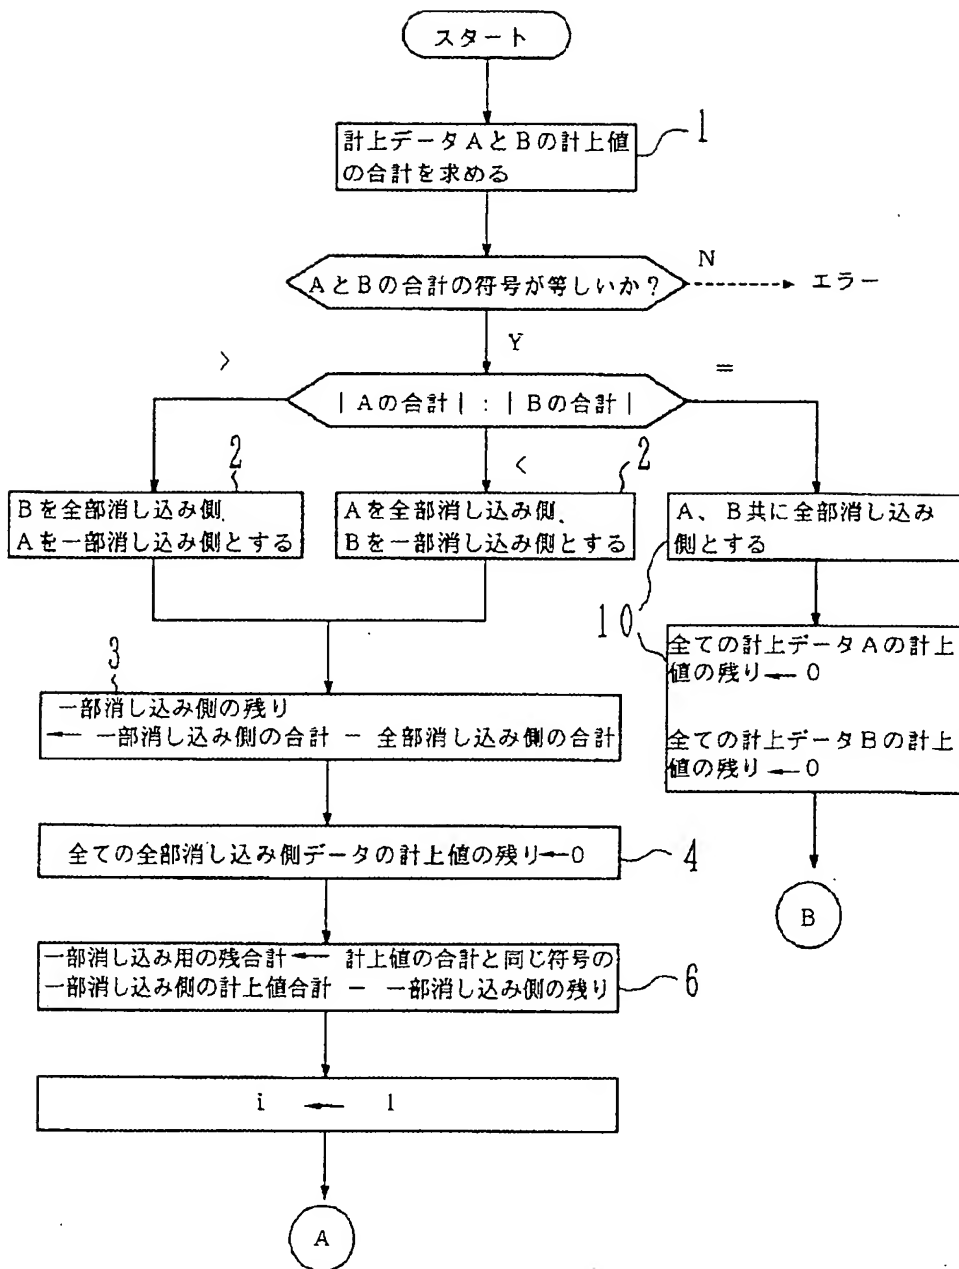 スタート
計上データAとBの計上値
の合計を求める
1
AとBの合計の符号が等しいか?
N
エラー
Y
>
|Aの合計|:|Bの合計|
=
<
2
Bを全部消し込み側、
Aを一部消し込み側とする
2
Aを全部消し込み側、
Bを一部消し込み側とする
A、B共に全部消し込み
側とする
10
全ての計上データAの計上
値の残り←0
全ての計上データBの計上
値の残り←0
B
3
一部消し込み側の残り
← 一部消し込み側の合計 − 全部消し込み側の合計
全ての全部消し込み側データの計上値の残り←0
4
一部消し込み用の残合計← 計上値の合計と同じ符号の
一部消し込み側の計上値合計 − 一部消し込み側の残り
6
i ← 1
A